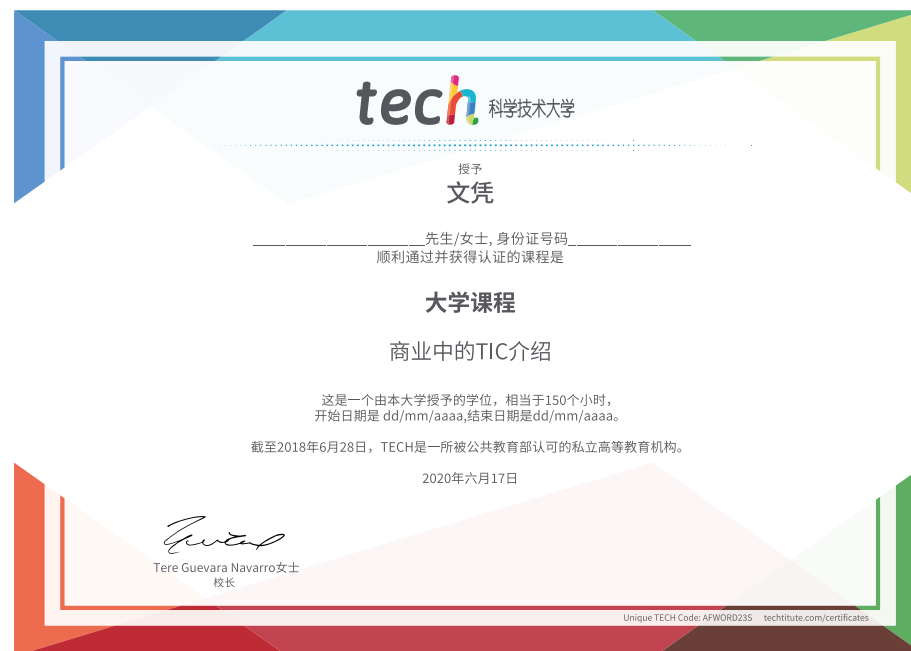 tech 科学技术大学
授予
文凭
__________________先生/女士, 身份证号码_____________
顺利通过并获得认证的课程是
大学课程
商业中的TIC介绍
这是一个由本大学授予的学位，相当于150个小时，
开始日期是 dd/mm/aaaa,结束日期是dd/mm/aaaa。
截至2018年6月28日，TECH是一所被公共教育部认可的私立高等教育机构。
2020年六月17日
Tere Guevara Navarro女士
校长
Unique TECH Code: AFWORD23S techtitute.com/certificates